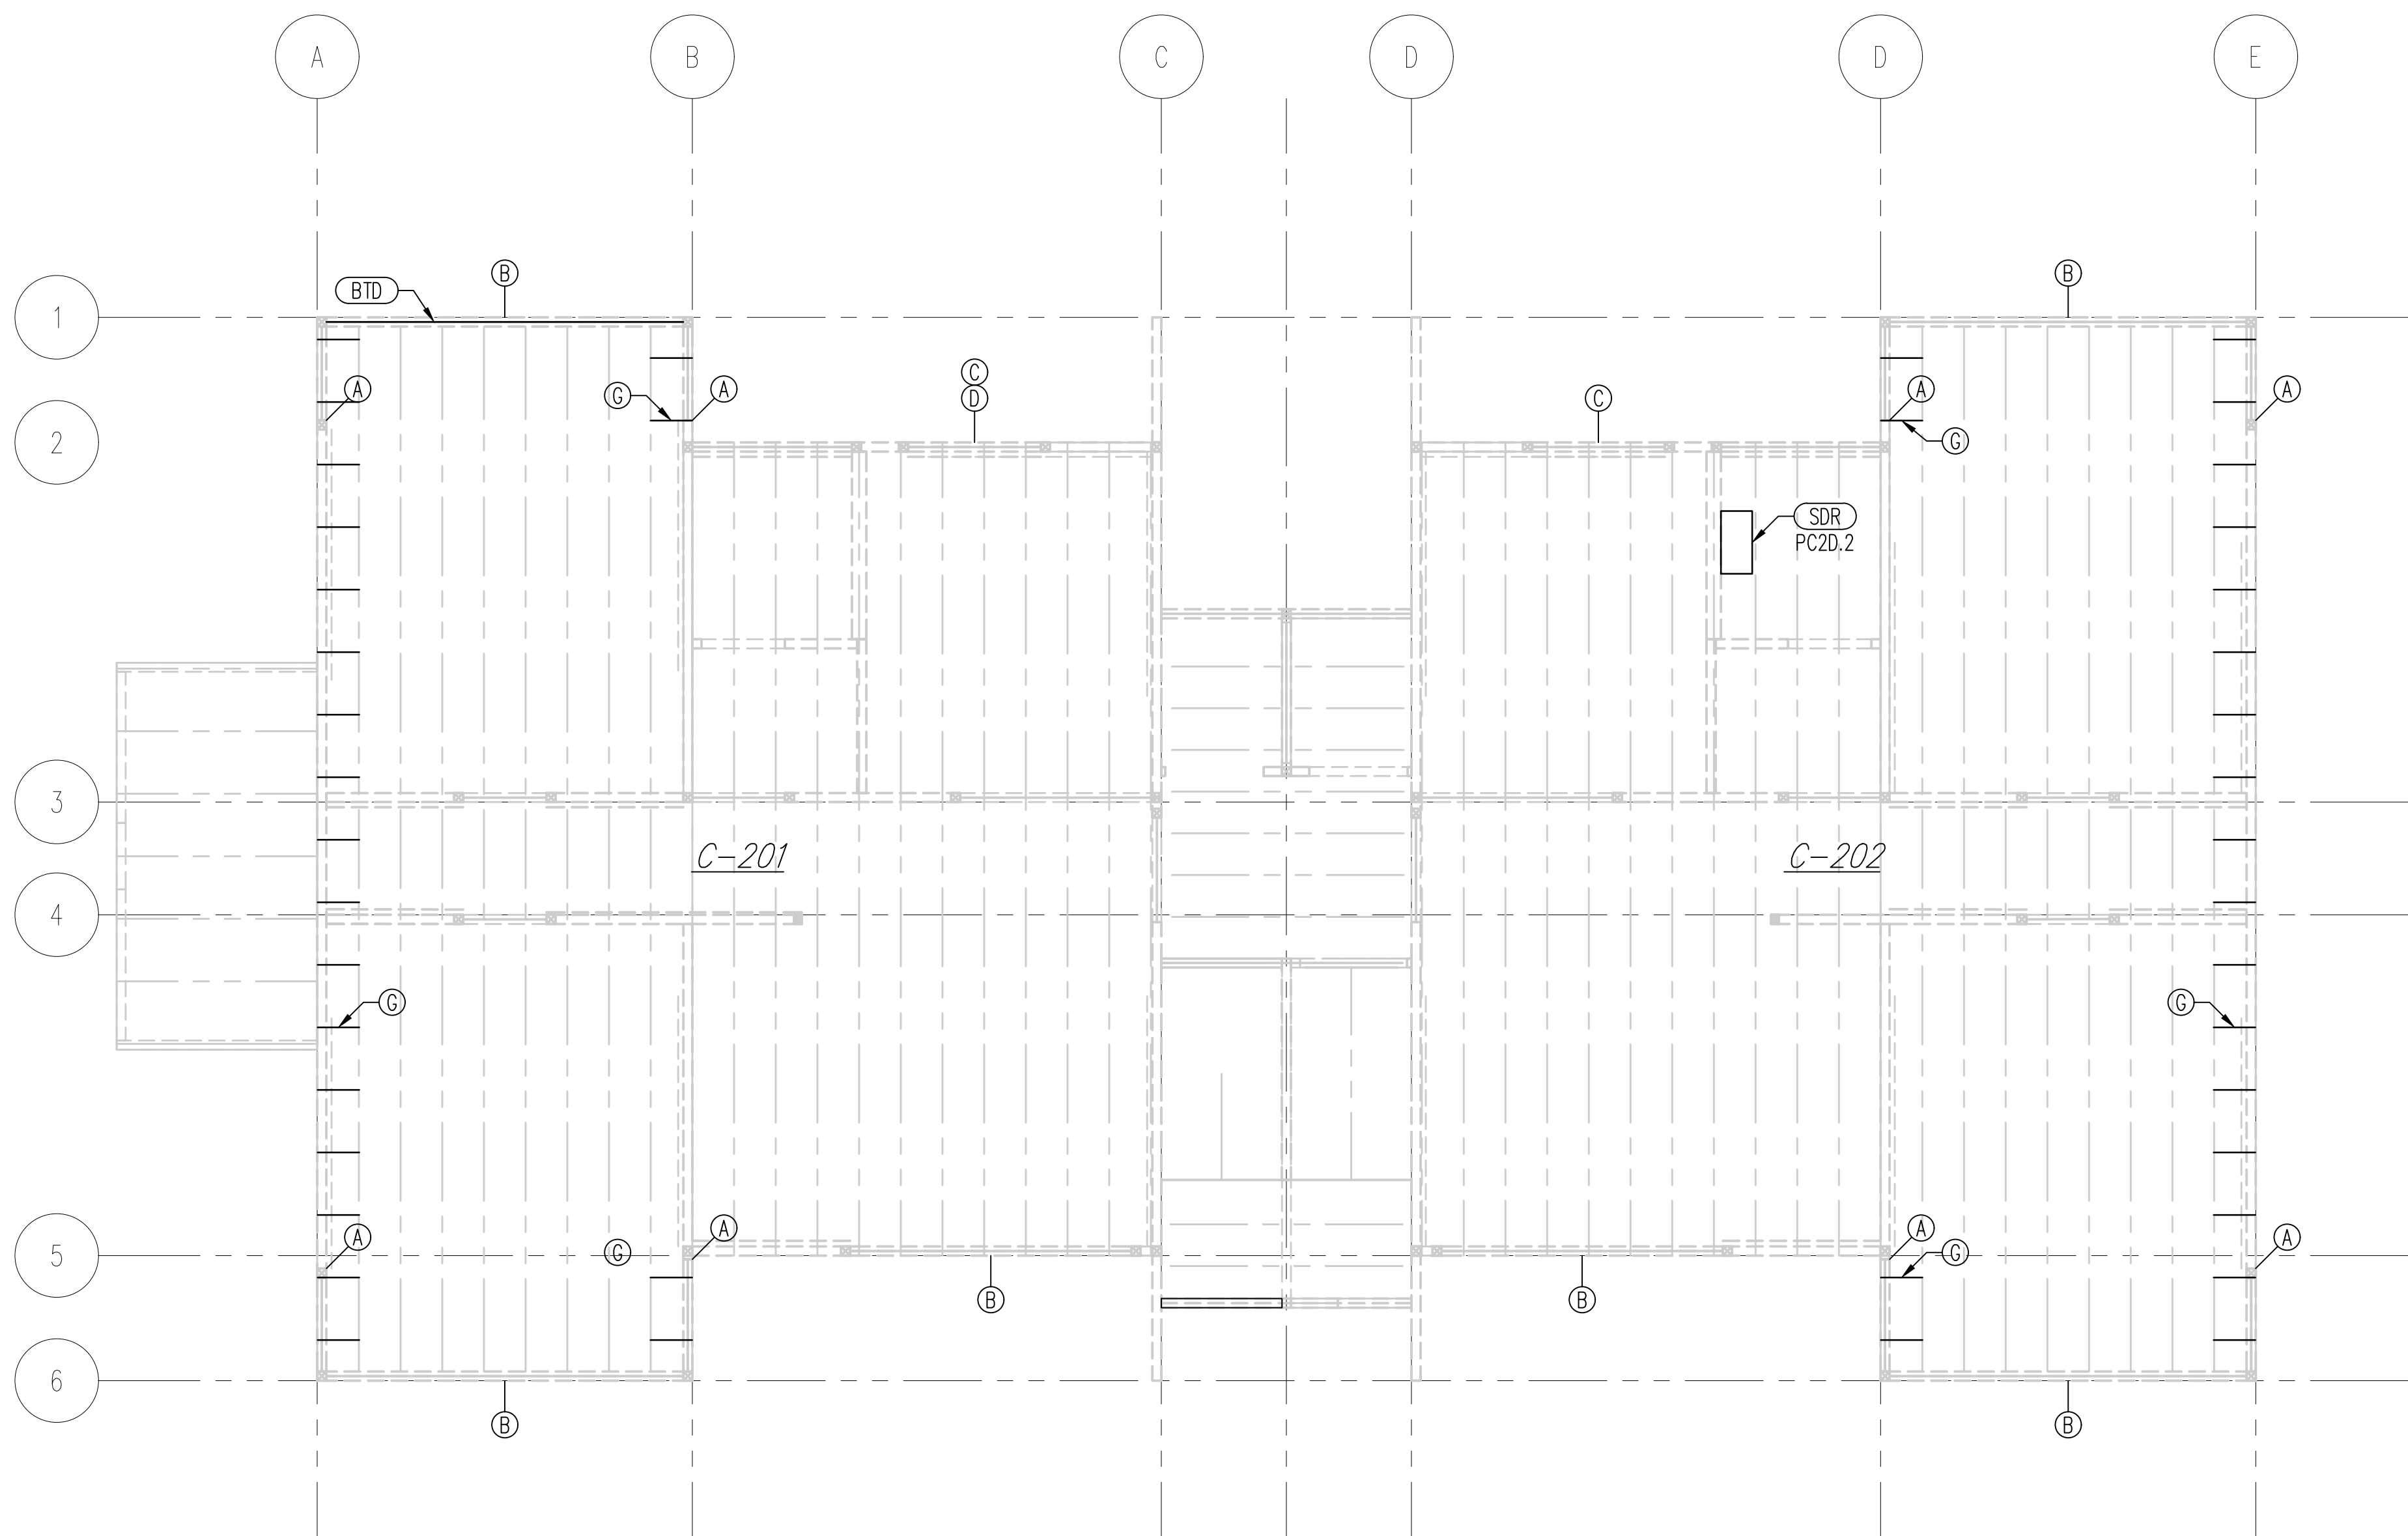 A B C D D E
B B
BTD
1
C
A G A D C A A
2 G
SDR
PC2D.2
3
C-201 C-202
4
G G
A A A A
5 G G
B B
6
B B